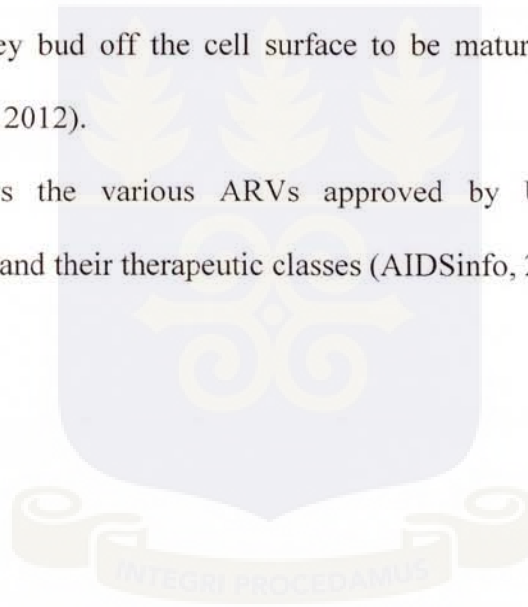 ey bud off the cell surface to be matur
2012).
s the various ARVs approved by U
and their therapeutic classes (AIDSinfo, 2
INTEGRI PROCEDAMUS